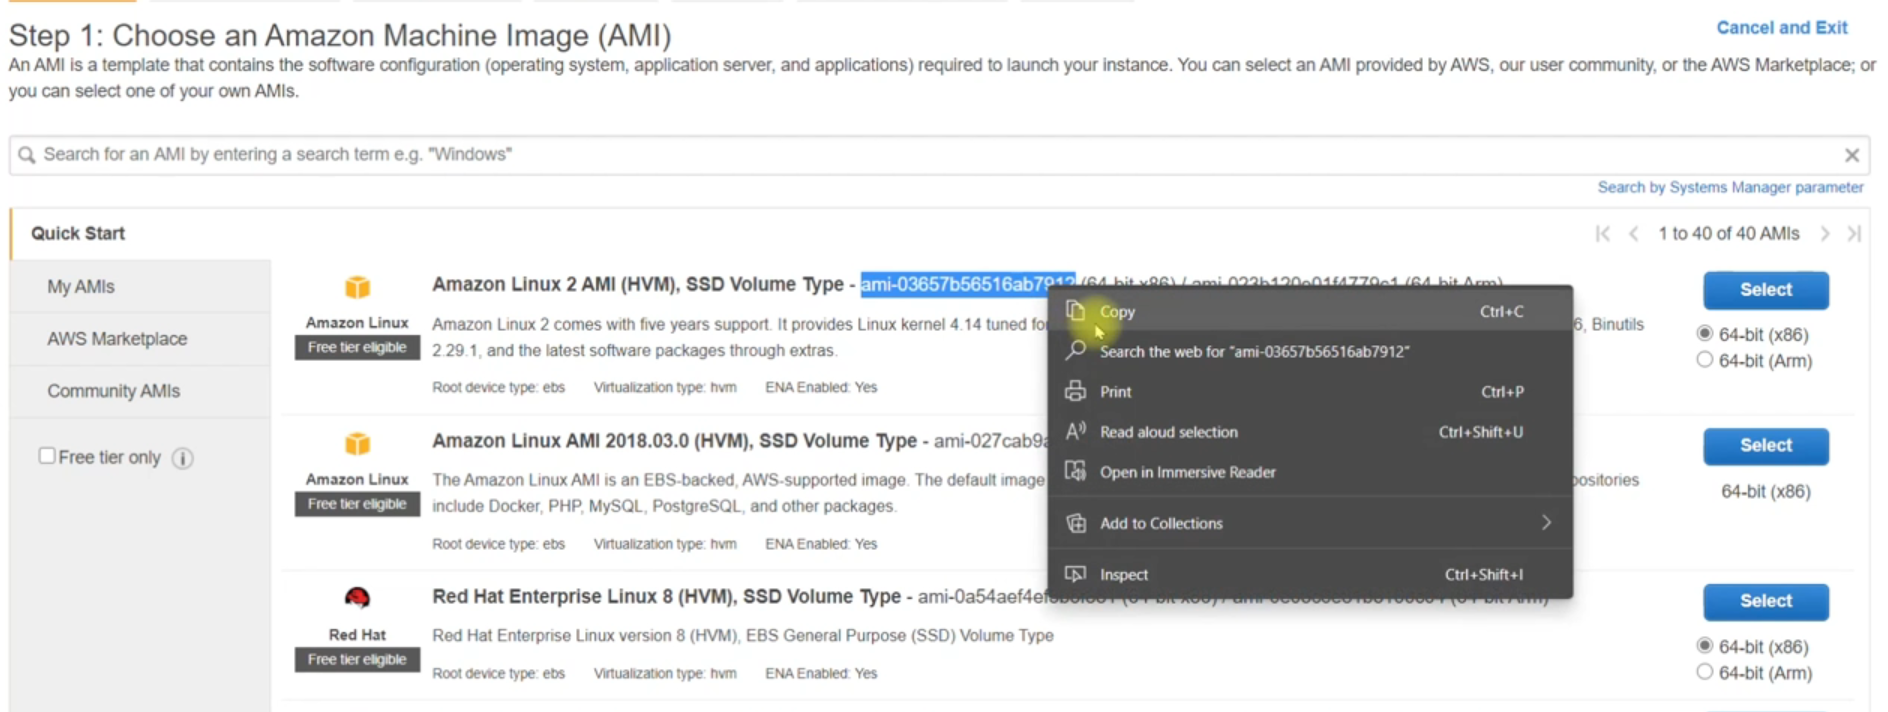 Step 1: Choose an Amazon Machine Image (AMI)
Cancel and Exit
An AMI is a template that contains the software configuration (operating system, application server, and applications) required to launch your instance. You can select an AMI provided by AWS, our user community, or the AWS Marketplace; or
you can select one of your own AMIs.
Search for an AMI by entering a search term e.g. "Windows"
Search by Systems Manager parameter
Quick Start
1 to 40 of 40 AMIs
My AMIs
AWS Marketplace
Community AMIs
Free tier only
Amazon Linux
Free tier eligible
Amazon Linux 2 AMI (HVM), SSD Volume Type - ami-03657b56516ab7912 (64-bit x86) / (64-bit Arm)
Amazon Linux 2 comes with five years support. It provides Linux kernel 4.14 tuned for 6, Binutils
2.29.1, and the latest software packages through extras.
Root device type: ebs Virtualization type: hvm ENA Enabled: Yes
Select
64-bit (x86)
64-bit (Arm)
Amazon Linux
Free tier eligible
Amazon Linux AMI 2018.03.0 (HVM), SSD Volume Type - ami-027cab9a
The Amazon Linux AMI is an EBS-backed, AWS-supported image. The default image
include Docker, PHP, MySQL, PostgreSQL, and other packages.
Root device type: ebs Virtualization type: hvm ENA Enabled: Yes
Select
64-bit (x86)
Red Hat
Free tier eligible
Red Hat Enterprise Linux 8 (HVM), SSD Volume Type -
Red Hat Enterprise Linux version 8 (HVM), EBS General Purpose (SSD) Volume Type
Root device type: ebs Virtualization type: hvm ENA Enabled: Yes
Select
64-bit (x86)
64-bit (Arm)
Copy Ctrl+C
Search the web for "ami-03657b56516ab7912"
Print Ctrl+P
Read aloud selection Ctrl+Shift+U
Open in Immersive Reader
Add to Collections
Inspect Ctrl+Shift+I